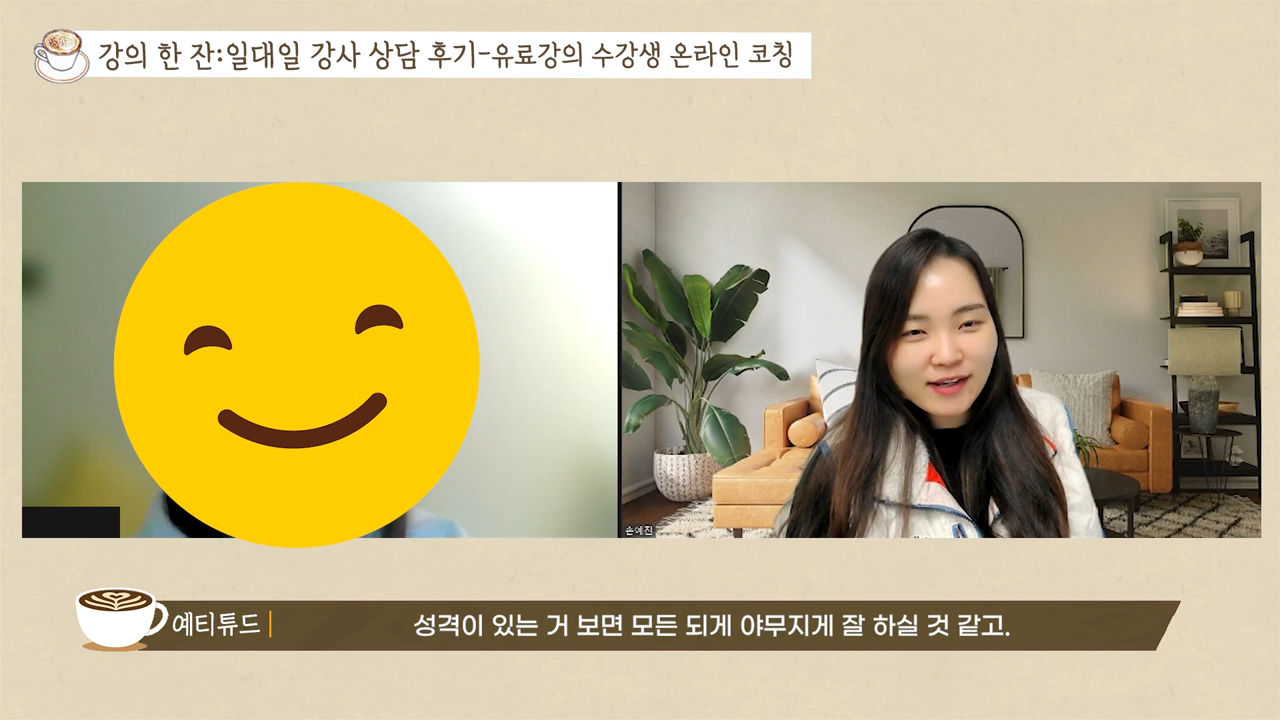 강의 한 잔:일대일 강사 상담 후기-유료강의 수강생 온라인 코칭
손예진
예티튜드
성격이 있는 거 보면 모든 되게 야무지게 잘 하실 것 같고.